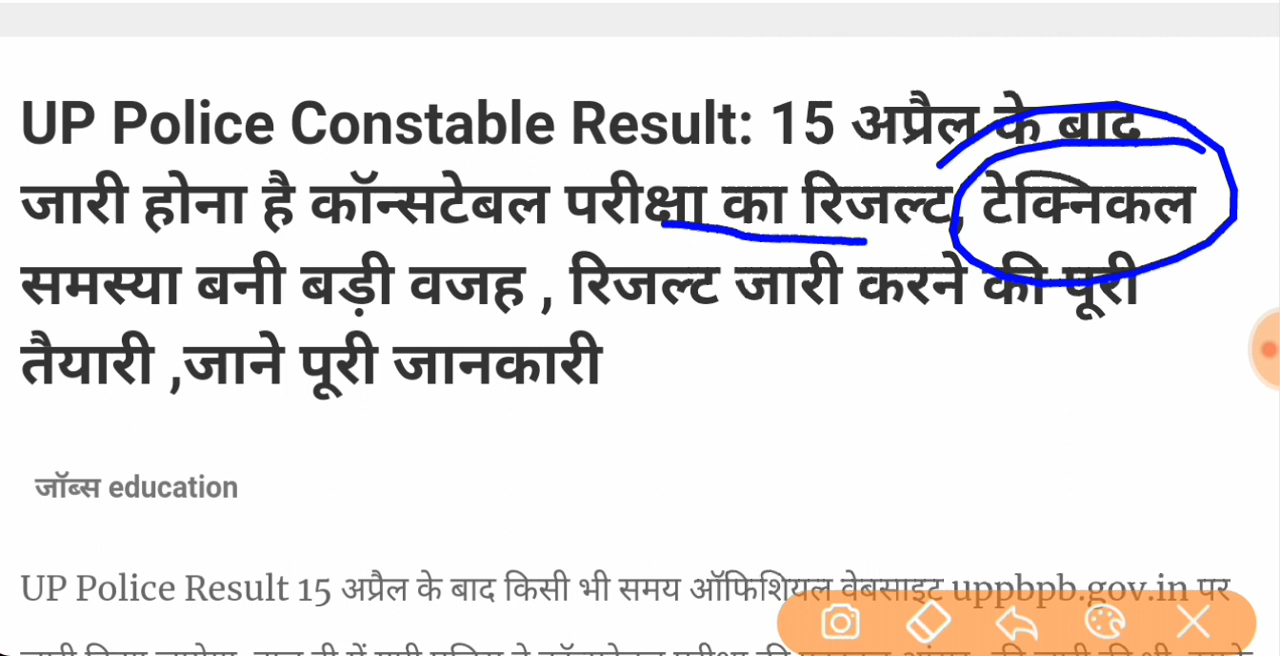 UP Police Constable Result: 15 अप्रैल के बाद
जारी होना है कॉन्सटेबल परीक्षा का रिजल्ट, टेक्निकल
समस्या बनी बड़ी वजह , रिजल्ट जारी करने की पूरी
तैयारी ,जाने पूरी जानकारी
जॉब्स education
UP Police Result 15 अप्रैल के बाद किसी भी समय ऑफिशियल वेबसाइट uppbpb.gov.in पर